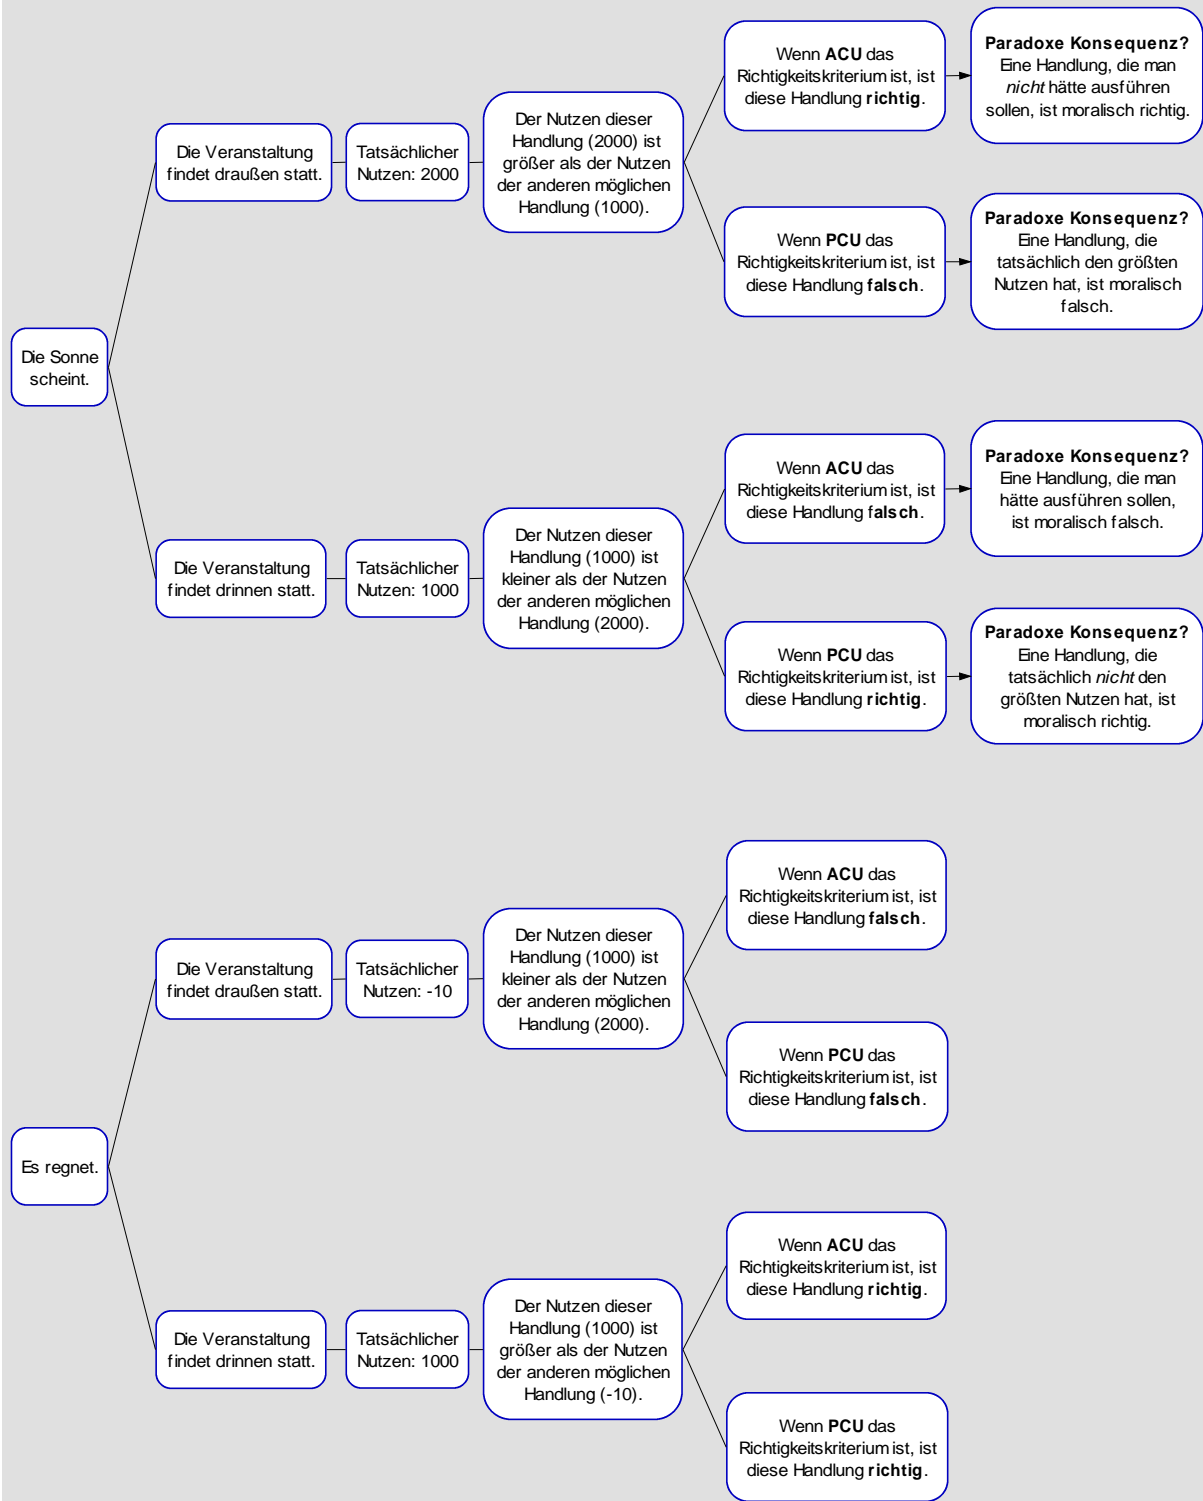 Die Sonne
scheint.
Die Veranstaltung
findet draußen statt.
Tatsächlicher
Nutzen: 2000
Der Nutzen dieser
Handlung (2000) ist
größer als der Nutzen
der anderen möglichen
Handlung (1000).
Wenn ACU das
Richtigkeitskriterium ist, ist
diese Handlung richtig.
Paradoxe Konsequenz?
Eine Handlung, die man
nicht hätte ausführen
sollen, ist moralisch richtig.
Wenn PCU das
Richtigkeitskriterium ist, ist
diese Handlung falsch.
Paradoxe Konsequenz?
Eine Handlung, die
tatsächlich den größten
Nutzen hat, ist moralisch
falsch.
Die Veranstaltung
findet drinnen statt.
Tatsächlicher
Nutzen: 1000
Der Nutzen dieser
Handlung (1000) ist
kleiner als der Nutzen
der anderen möglichen
Handlung (2000).
Wenn ACU das
Richtigkeitskriterium ist, ist
diese Handlung falsch.
Paradoxe Konsequenz?
Eine Handlung, die man
hätte ausführen sollen,
ist moralisch falsch.
Wenn PCU das
Richtigkeitskriterium ist, ist
diese Handlung richtig.
Paradoxe Konsequenz?
Eine Handlung, die
tatsächlich nicht den
größten Nutzen hat, ist
moralisch richtig.
Es regnet.
Die Veranstaltung
findet draußen statt.
Tatsächlicher
Nutzen: -10
Der Nutzen dieser
Handlung (1000) ist
kleiner als der Nutzen
der anderen möglichen
Handlung (2000).
Wenn ACU das
Richtigkeitskriterium ist, ist
diese Handlung falsch.
Wenn PCU das
Richtigkeitskriterium ist, ist
diese Handlung falsch.
Die Veranstaltung
findet drinnen statt.
Tatsächlicher
Nutzen: 1000
Der Nutzen dieser
Handlung (1000) ist
größer als der Nutzen
der anderen möglichen
Handlung (-10).
Wenn ACU das
Richtigkeitskriterium ist, ist
diese Handlung richtig.
Wenn PCU das
Richtigkeitskriterium ist, ist
diese Handlung richtig.